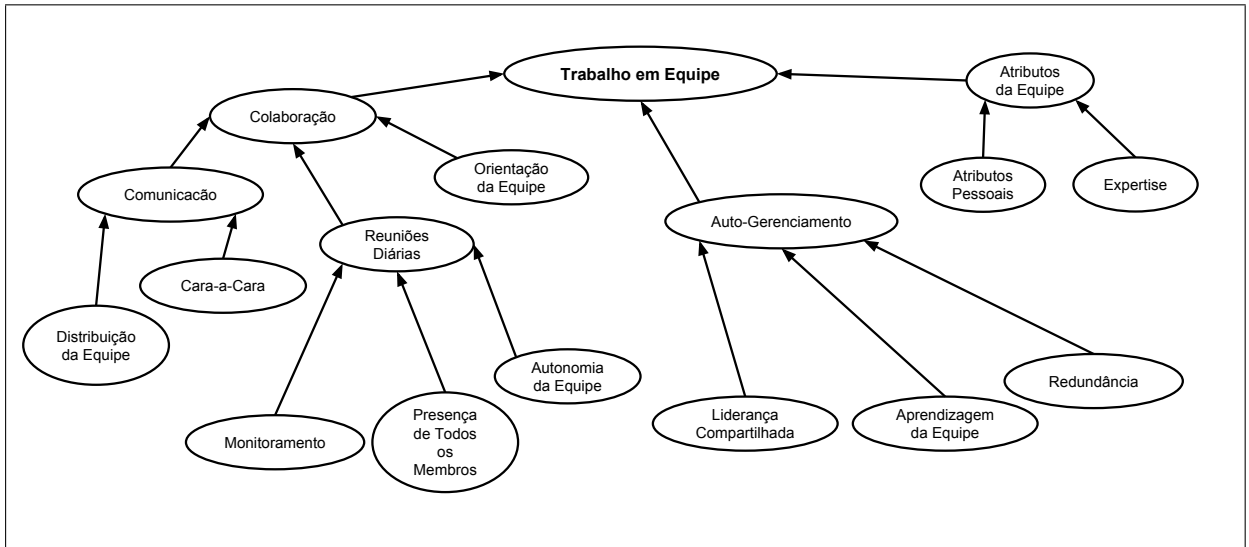 Trabalho em Equipe
Atributos
da Equipe
Colaboração
Orientação
da Equipe
Atributos
Pessoais
Expertise
Comunicacão
Auto-Gerenciamento
Reuniões
Diárias
Cara-a-Cara
Distribuição
da Equipe
Autonomia
da Equipe
Redundância
Monitoramento
Presença
de Todos
os
Membros
Liderança
Compartilhada
Aprendizagem
da Equipe